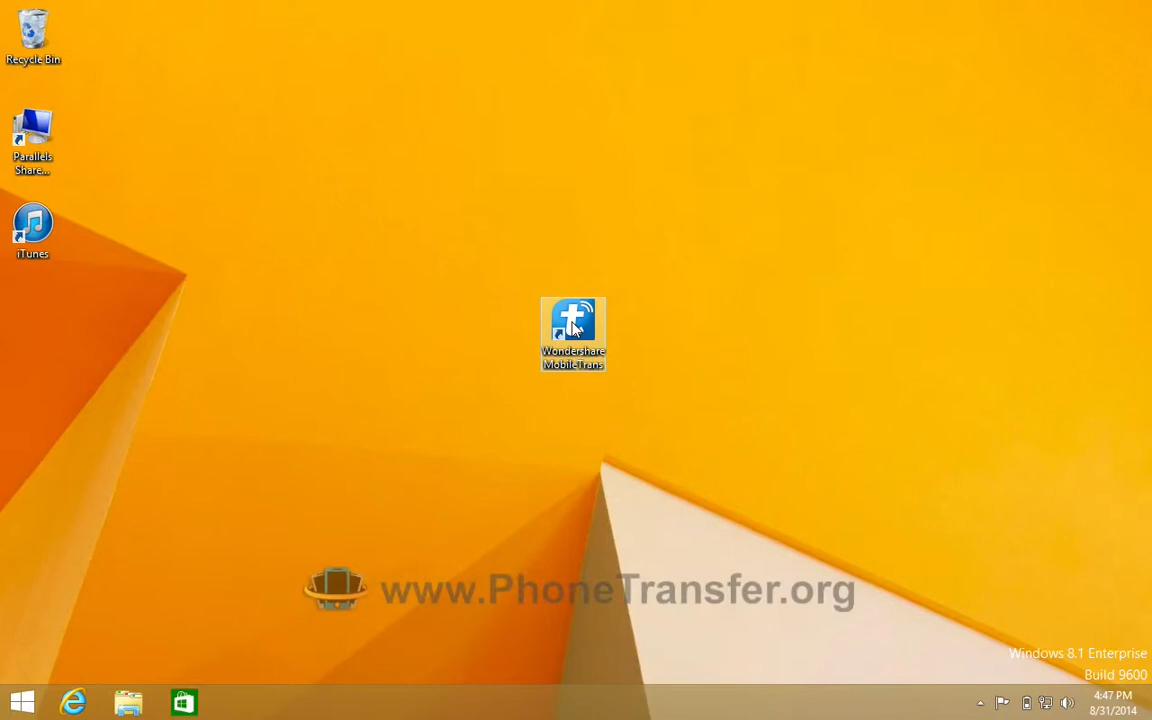 Recycle Bin
Parallels
Share...
iTunes
Wondershare
MobileTrans
www.PhoneTransfer.org
Windows 8.1 Enterprise
Build 9600
4:47 PM
8/31/2014